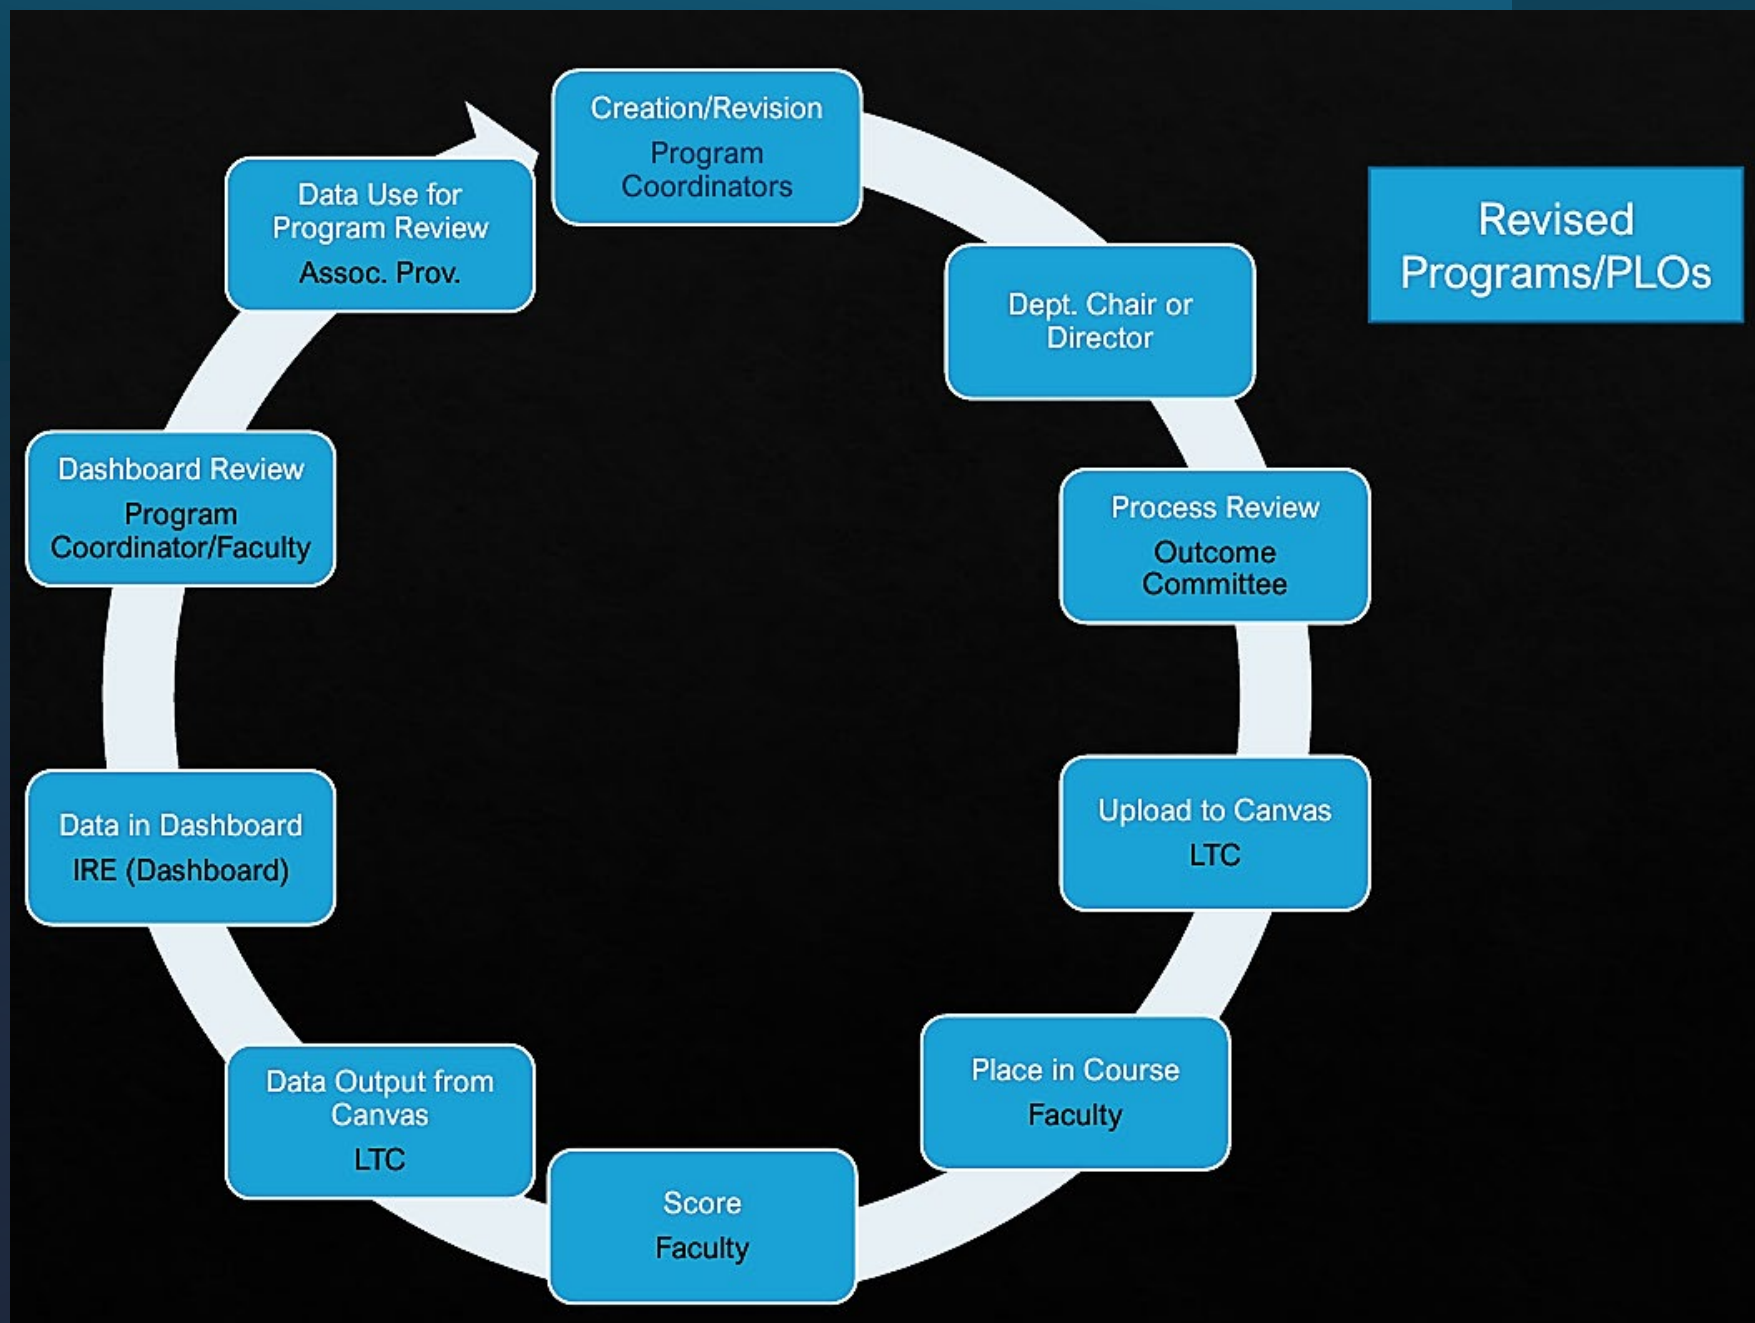 Creation/Revision
Program
Coordinators
Revised
Programs/PLOs
Dept. Chair or
Director
Process Review
Outcome
Committee
Upload to Canvas
LTC
Place in Course
Faculty
Score
Faculty
Data Output from
Canvas
LTC
Data in Dashboard
IRE (Dashboard)
Dashboard Review
Program
Coordinator/Faculty
Data Use for
Program Review
Assoc. Prov.